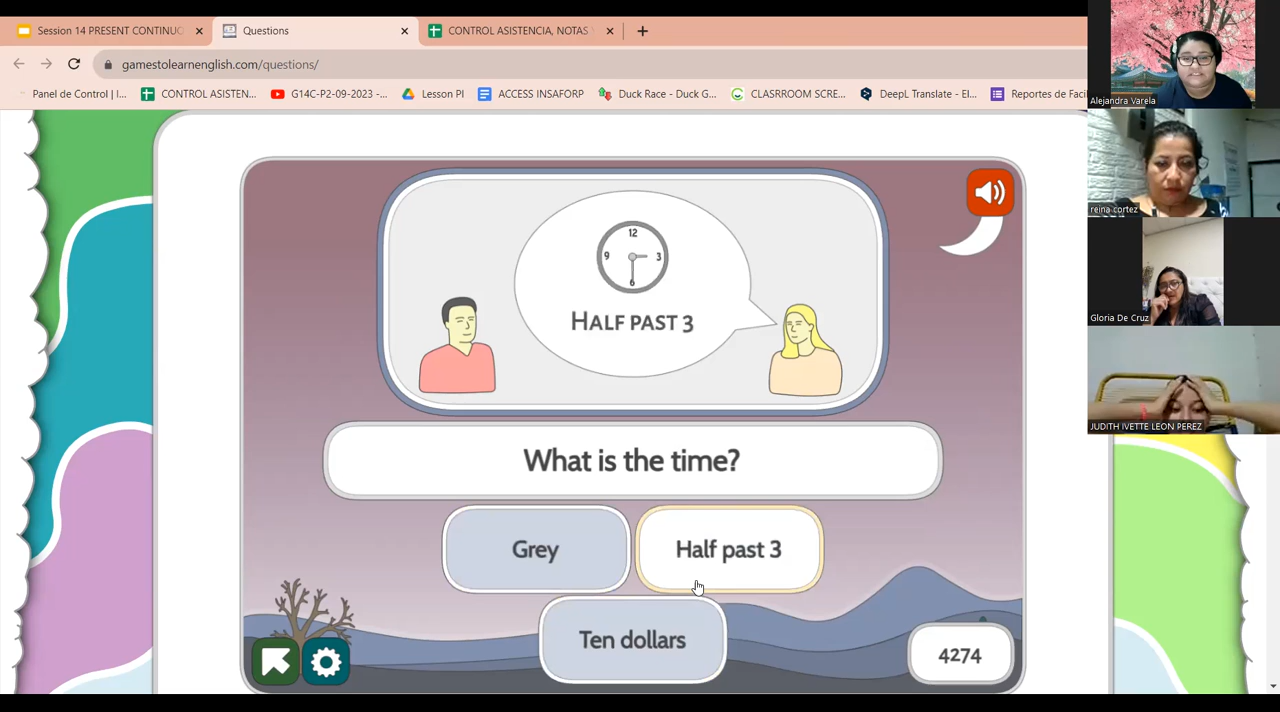 Session 14 PRESENT CONTINUO
Questions
CONTROL ASISTENCIA, NOTAS
gamestolearnenglish.com/questions/
Panel de Control | I...
CONTROL ASISTEN...
G14C-P2-09-2023 -...
Lesson Pl
ACCESS INSAFORP
Duck Race - Duck G...
CLASRROOM SCRE...
DeepL Translate - El...
Reportes de Facil
Alejandra Varela
reina cortez
Gloria De Cruz
JUDITH IVETTE LEON PEREZ
12
9 3
6
HALF PAST 3
What is the time?
Grey
Half past 3
Ten dollars
4274